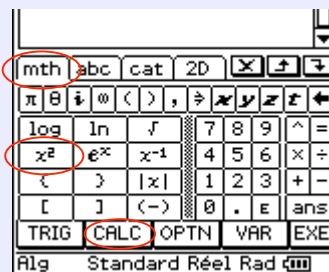 mth abc cat 2D
π θ i ∞ ( ) , ⇒ x y z t ←
log ln √ 7 8 9 ^ =
x² eˣ x⁻¹ 4 5 6 × ÷
{ } |x| 1 2 3 + −
[ ] (−) 0 . E ans
TRIG CALC OPTN VAR EXE
Alg Standard Réel Rad